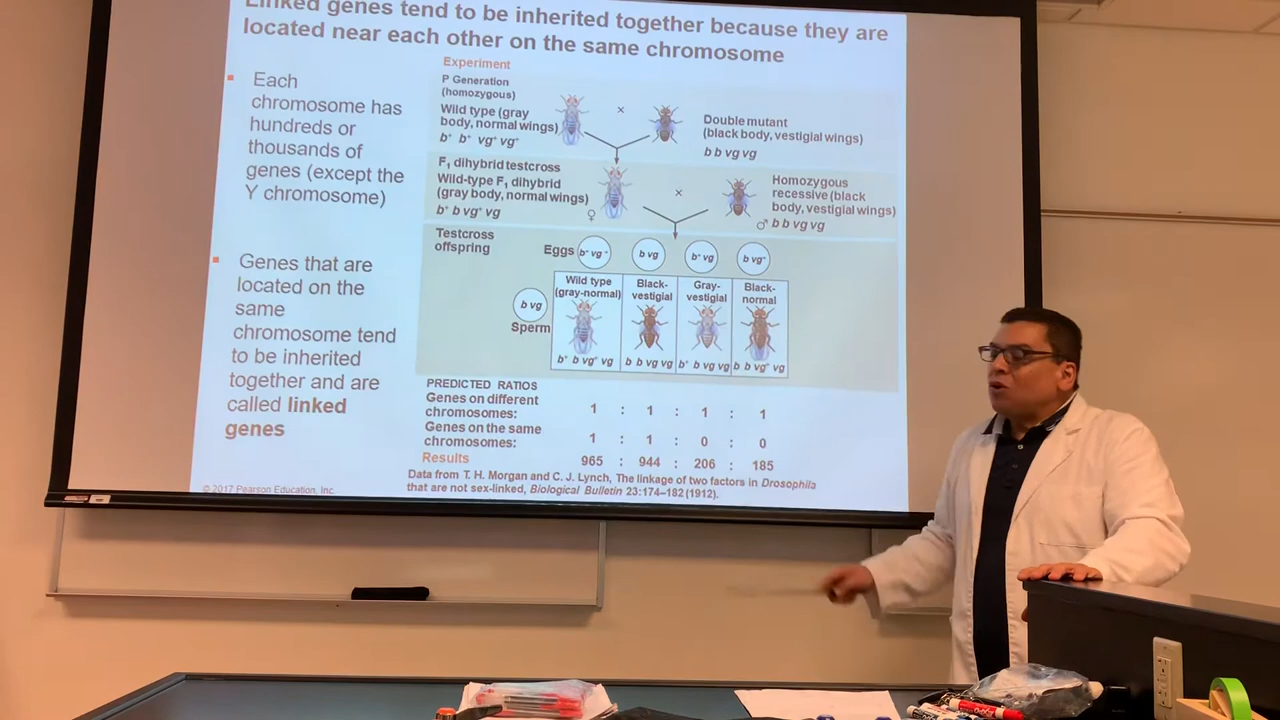 Linked genes tend to be inherited together because they are
located near each other on the same chromosome
Each
chromosome has
hundreds or
thousands of
genes (except the
Y chromosome)
Genes that are
located on the
same
chromosome tend
to be inherited
together and are
called linked
genes
© 2017 Pearson Education, Inc.
Experiment
P Generation
(homozygous)
Wild type (gray
body, normal wings)
b⁺ b⁺ vg⁺ vg⁺
×
Double mutant
(black body, vestigial wings)
b b vg vg
F₁ dihybrid testcross
Wild-type F₁ dihybrid
(gray body, normal wings)
b⁺ b vg⁺ vg
♀
×
Homozygous
recessive (black
body, vestigial wings)
♂ b b vg vg
Testcross
offspring
Eggs b⁺ vg⁺ b vg b⁺ vg b vg⁺
Wild type
(gray-normal)
Black-
vestigial
Gray-
vestigial
Black-
normal
b vg
Sperm
b⁺ b vg⁺ vg b b vg vg b⁺ b vg vg b b vg⁺ vg
PREDICTED RATIOS
Genes on different
chromosomes: 1 : 1 : 1 : 1
Genes on the same
chromosomes: 1 : 1 : 0 : 0
Results 965 : 944 : 206 : 185
Data from T. H. Morgan and C. J. Lynch, The linkage of two factors in Drosophila
that are not sex-linked, Biological Bulletin 23:174–182 (1912).